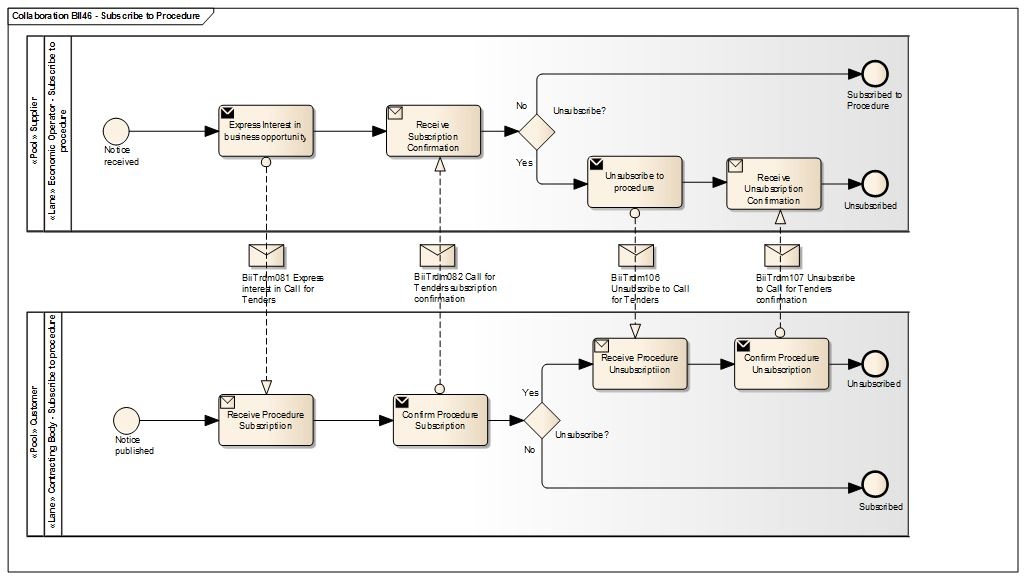 Collaboration BII46 - Subscribe to Procedure
«Pool» Supplier
«Lane» Economic Operator - Subscribe to
procedure
Notice
received
Express Interest in
business opportunity
Receive
Subscription
Confirmation
No
Unsubscribe?
Yes
Subscribed to
Procedure
Unsubscribe to
procedure
Receive
Unsubscription
Confirmation
Unsubscribed
BiiTrdm081 Express
interest in Call for
Tenders
BiiTrdm082 Call for
Tenders subscription
confirmation
BiiTrdm106
Unsubscribe to Call
for Tenders
BiiTrdm107 Unsubscribe
to Call for Tenders
confirmation
«Pool» Customer
«Lane» Contracting Body - Subscribe to procedure
Notice
published
Receive Procedure
Subscriptiion
Confirm Procedure
Subscription
Yes
Unsubscribe?
No
Receive Procedure
Unsubscriptiion
Confirm Procedure
Unsubscription
Unsubscribed
Subscribed